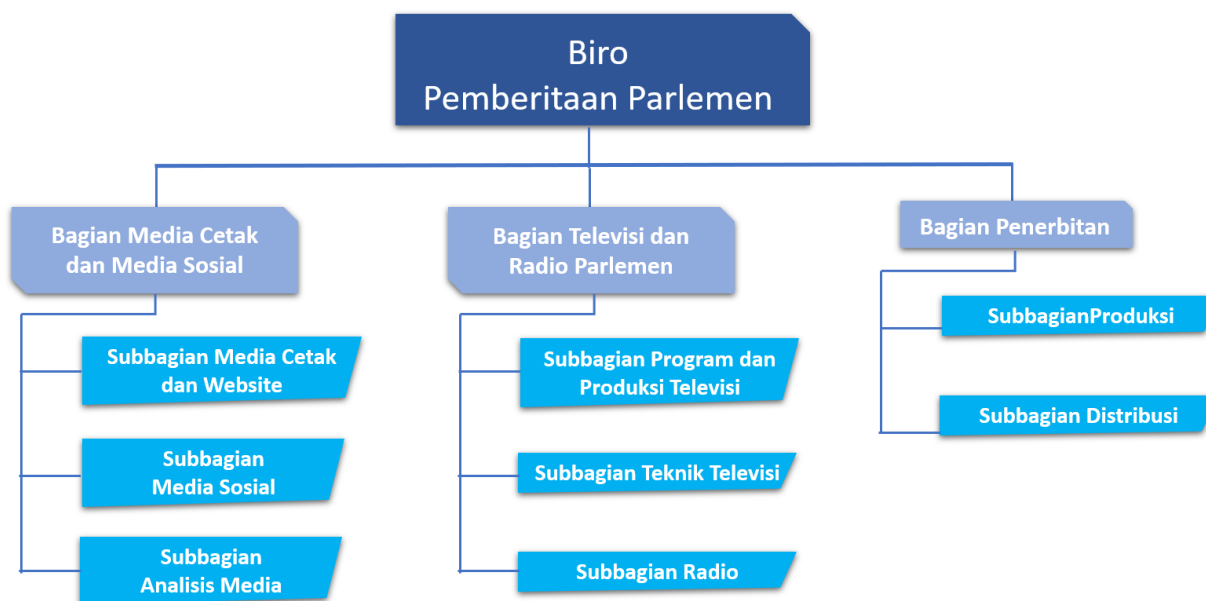 Biro
Pemberitaan Parlemen
Bagian Media Cetak
dan Media Sosial
Subbagian Media Cetak
dan Website
Subbagian
Media Sosial
Subbagian
Analisis Media
Bagian Televisi dan
Radio Parlemen
Subbagian Program dan
Produksi Televisi
Subbagian Teknik Televisi
Subbagian Radio
Bagian Penerbitan
SubbagianProduksi
Subbagian Distribusi